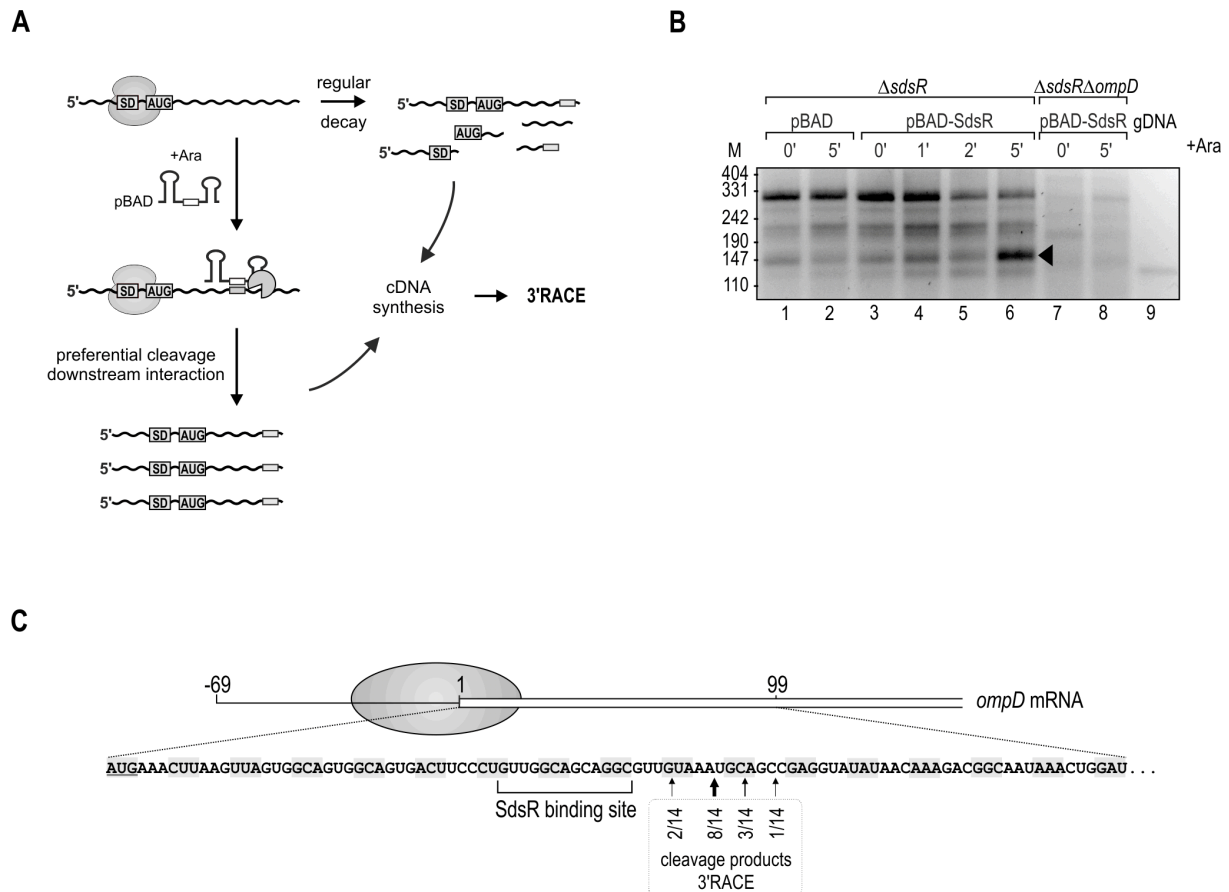 A
5'
SD
AUG
regular
decay
SD
AUG
AUG
SD
+Ara
pBAD
5'
SD
AUG
cDNA
synthesis
3'RACE
preferential cleavage
downstream interaction
5'
SD
AUG
5'
SD
AUG
5'
SD
AUG
B
ΔsdsR
ΔsdsRΔompD
pBAD
pBAD-SdsR
pBAD-SdsR
gDNA
M
0'
5'
0'
1'
2'
5'
0'
5'
+Ara
404
331
242
190
147
110
1
2
3
4
5
6
7
8
9
C
-69
1
99
ompD mRNA
AUGAAACUUAAGUUAGUGGCAGUGGCAGUGACUUCCCUGUUGGCAGCAGGCGUUGUAAAUGCAGCCGAGGUAUAUAACAAAGACGGCAAUAAACUGGAU...
SdsR binding site
2/14
8/14
3/14
1/14
cleavage products
3'RACE